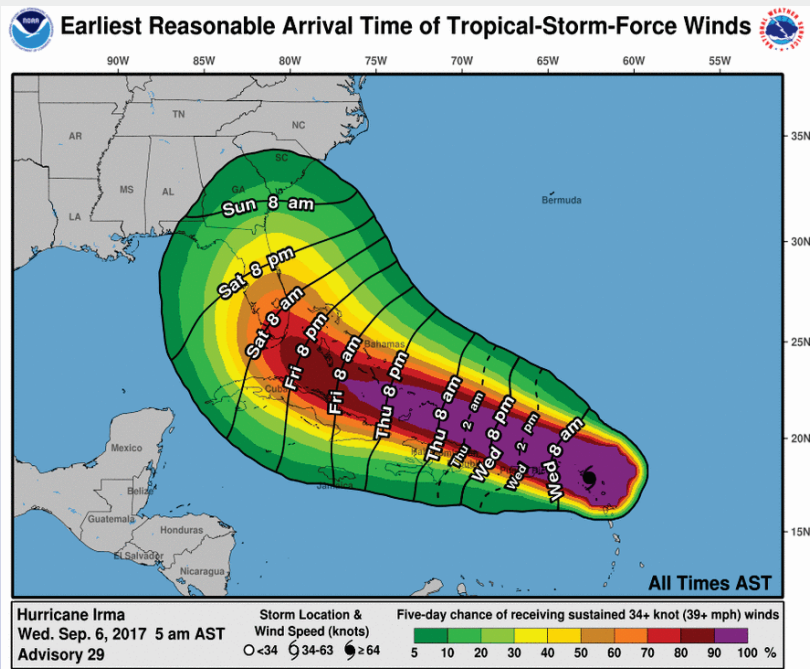 Earliest Reasonable Arrival Time of Tropical-Storm-Force Winds
NOAA
NATIONAL WEATHER SERVICE
90W 85W 80W 75W 70W 65W 60W 55W
35N
30N
25N
20N
15N
TN
NC
AR
SC
MS
AL
GA
LA
Bermuda
Sun 8 am
Sat 8 pm
Sat 8 am
Fri 8 pm
Fri 8 am
Thu 8 pm
Thu 8 am
Thu 2 am
Wed 8 pm
Wed 2 pm
Wed 8 am
Bahamas
Cuba
Jamaica
Mexico
Belize
Guatemala
Honduras
El Salvador
Nicaragua
All Times AST
Hurricane Irma
Wed. Sep. 6, 2017 5 am AST
Advisory 29
Storm Location &
Wind Speed (knots)
<34 34-63 ≥64
Five-day chance of receiving sustained 34+ knot (39+ mph) winds
5 10 20 30 40 50 60 70 80 90 100 %